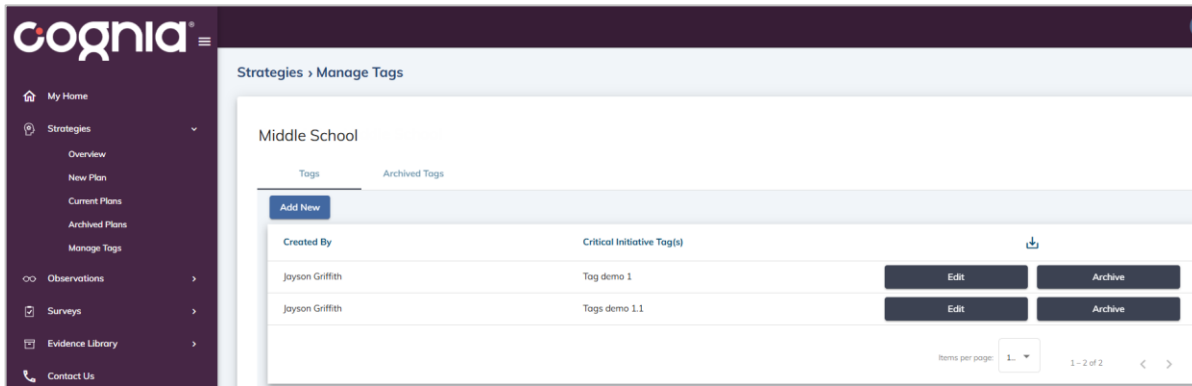 cognia
Strategies › Manage Tags
My Home
Strategies
Overview
New Plan
Current Plans
Archived Plans
Manage Tags
Observations
Surveys
Evidence Library
Contact Us
Middle School
Tags Archived Tags
Add New
Created By Critical Initiative Tag(s)
Jayson Griffith Tag demo 1 Edit Archive
Jayson Griffith Tags demo 1.1 Edit Archive
Items per page: 1... 1 – 2 of 2